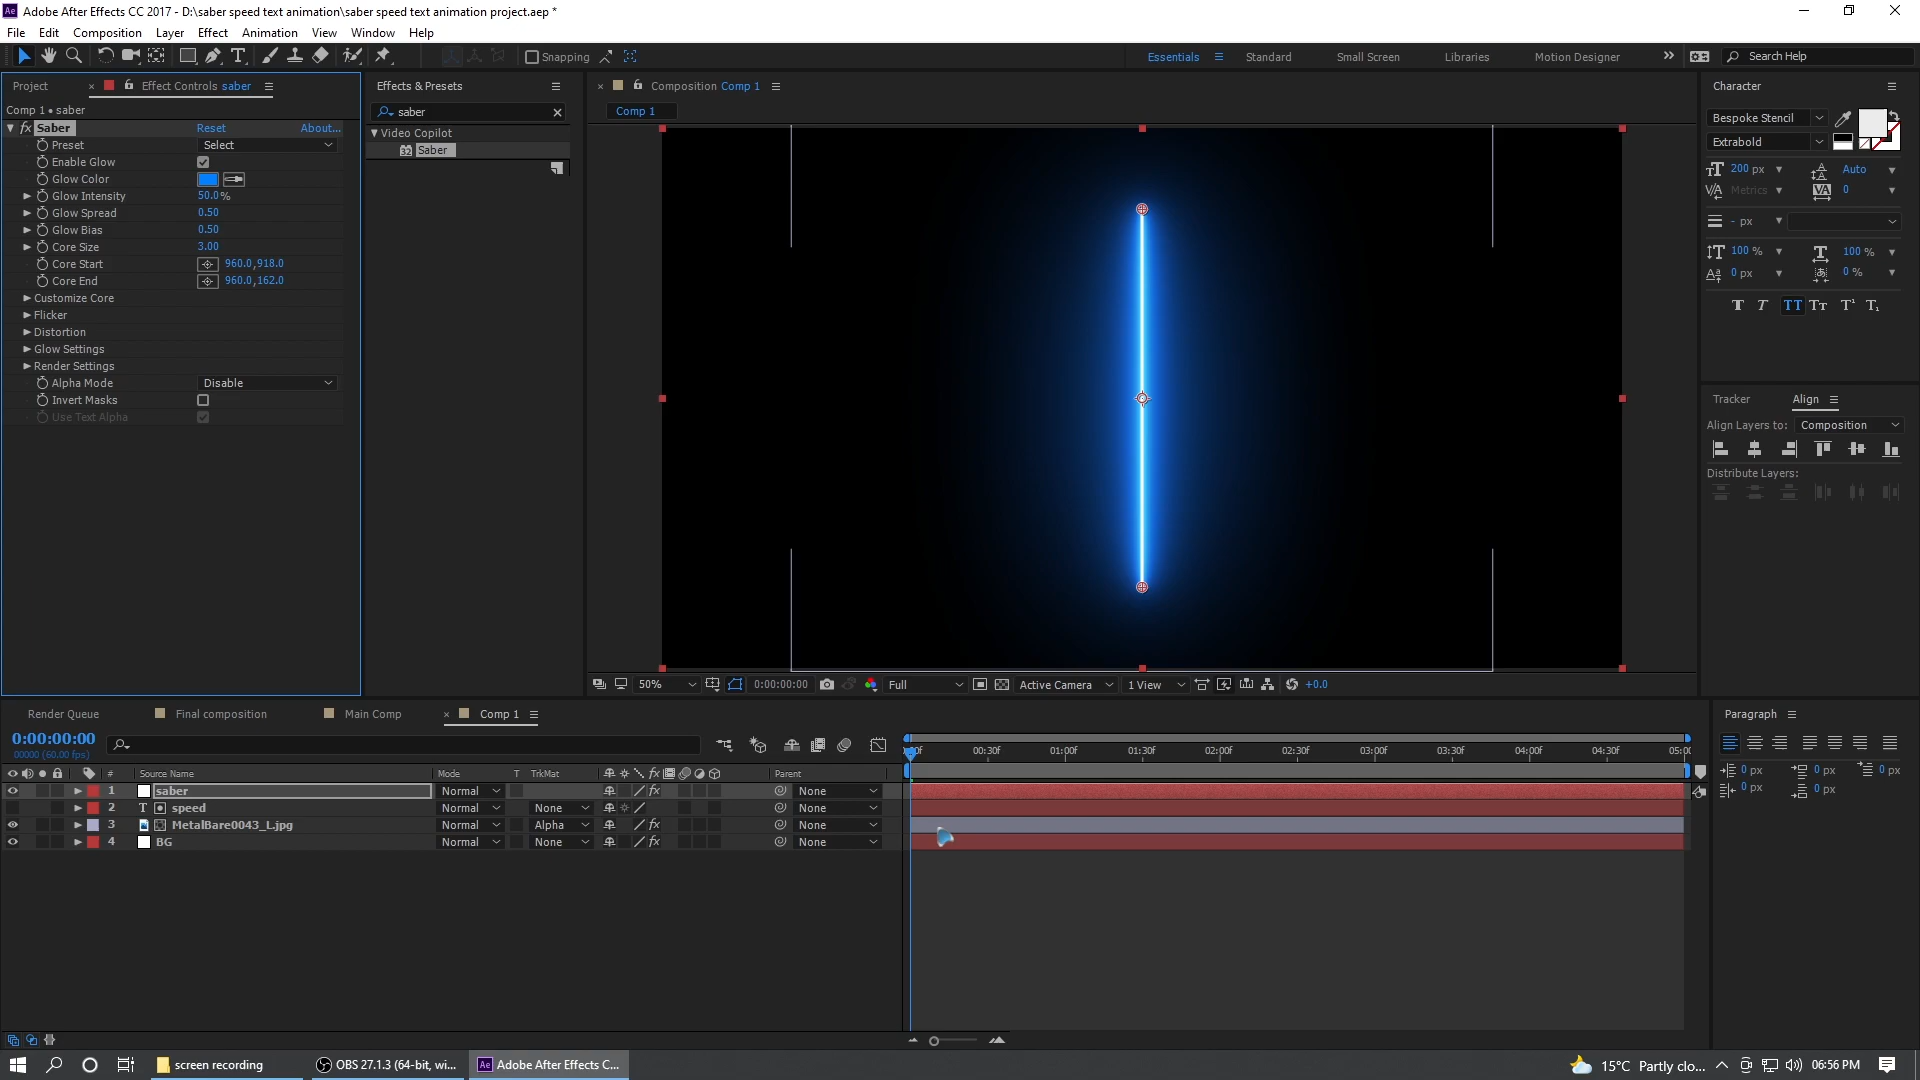 Adobe After Effects CC 2017 - D:\saber speed text animation\saber speed text animation project.aep *
File Edit Composition Layer Effect Animation View Window Help
Snapping Essentials Standard Small Screen Libraries Motion Designer Search Help
Project Effect Controls saber
Comp 1 • saber
fx Saber Reset About...
Preset Select
Enable Glow
Glow Color
Glow Intensity 50.0%
Glow Spread 0.50
Glow Bias 0.50
Core Size 3.00
Core Start 960.0,918.0
Core End 960.0,162.0
Customize Core
Flicker
Distortion
Glow Settings
Render Settings
Alpha Mode Disable
Invert Masks
Use Text Alpha
Effects & Presets
saber
Video Copilot
32 Saber
Composition Comp 1
Comp 1
50% 0:00:00:00 Full Active Camera 1 View +0.0
Character
Bespoke Stencil
Extrabold
200 px Auto
Metrics 0
- px
100 % 100 %
0 px 0 %
T T TT Tt T¹ T₁
Tracker Align
Align Layers to: Composition
Distribute Layers:
Render Queue Final composition Main Comp Comp 1
0:00:00:00
00000 (60.00 fps)
00:30f 01:00f 01:30f 02:00f 02:30f 03:00f 03:30f 04:00f 04:30f 05:00
# Source Name Mode T TrkMat Parent
1 saber Normal None
2 T speed Normal None None
3 MetalBare0043_L.jpg Normal Alpha None
4 BG Normal None None
Paragraph
0 px 0 px 0 px
0 px 0 px
screen recording OBS 27.1.3 (64-bit, wi... Adobe After Effects C... 15°C Partly clo... 06:56 PM